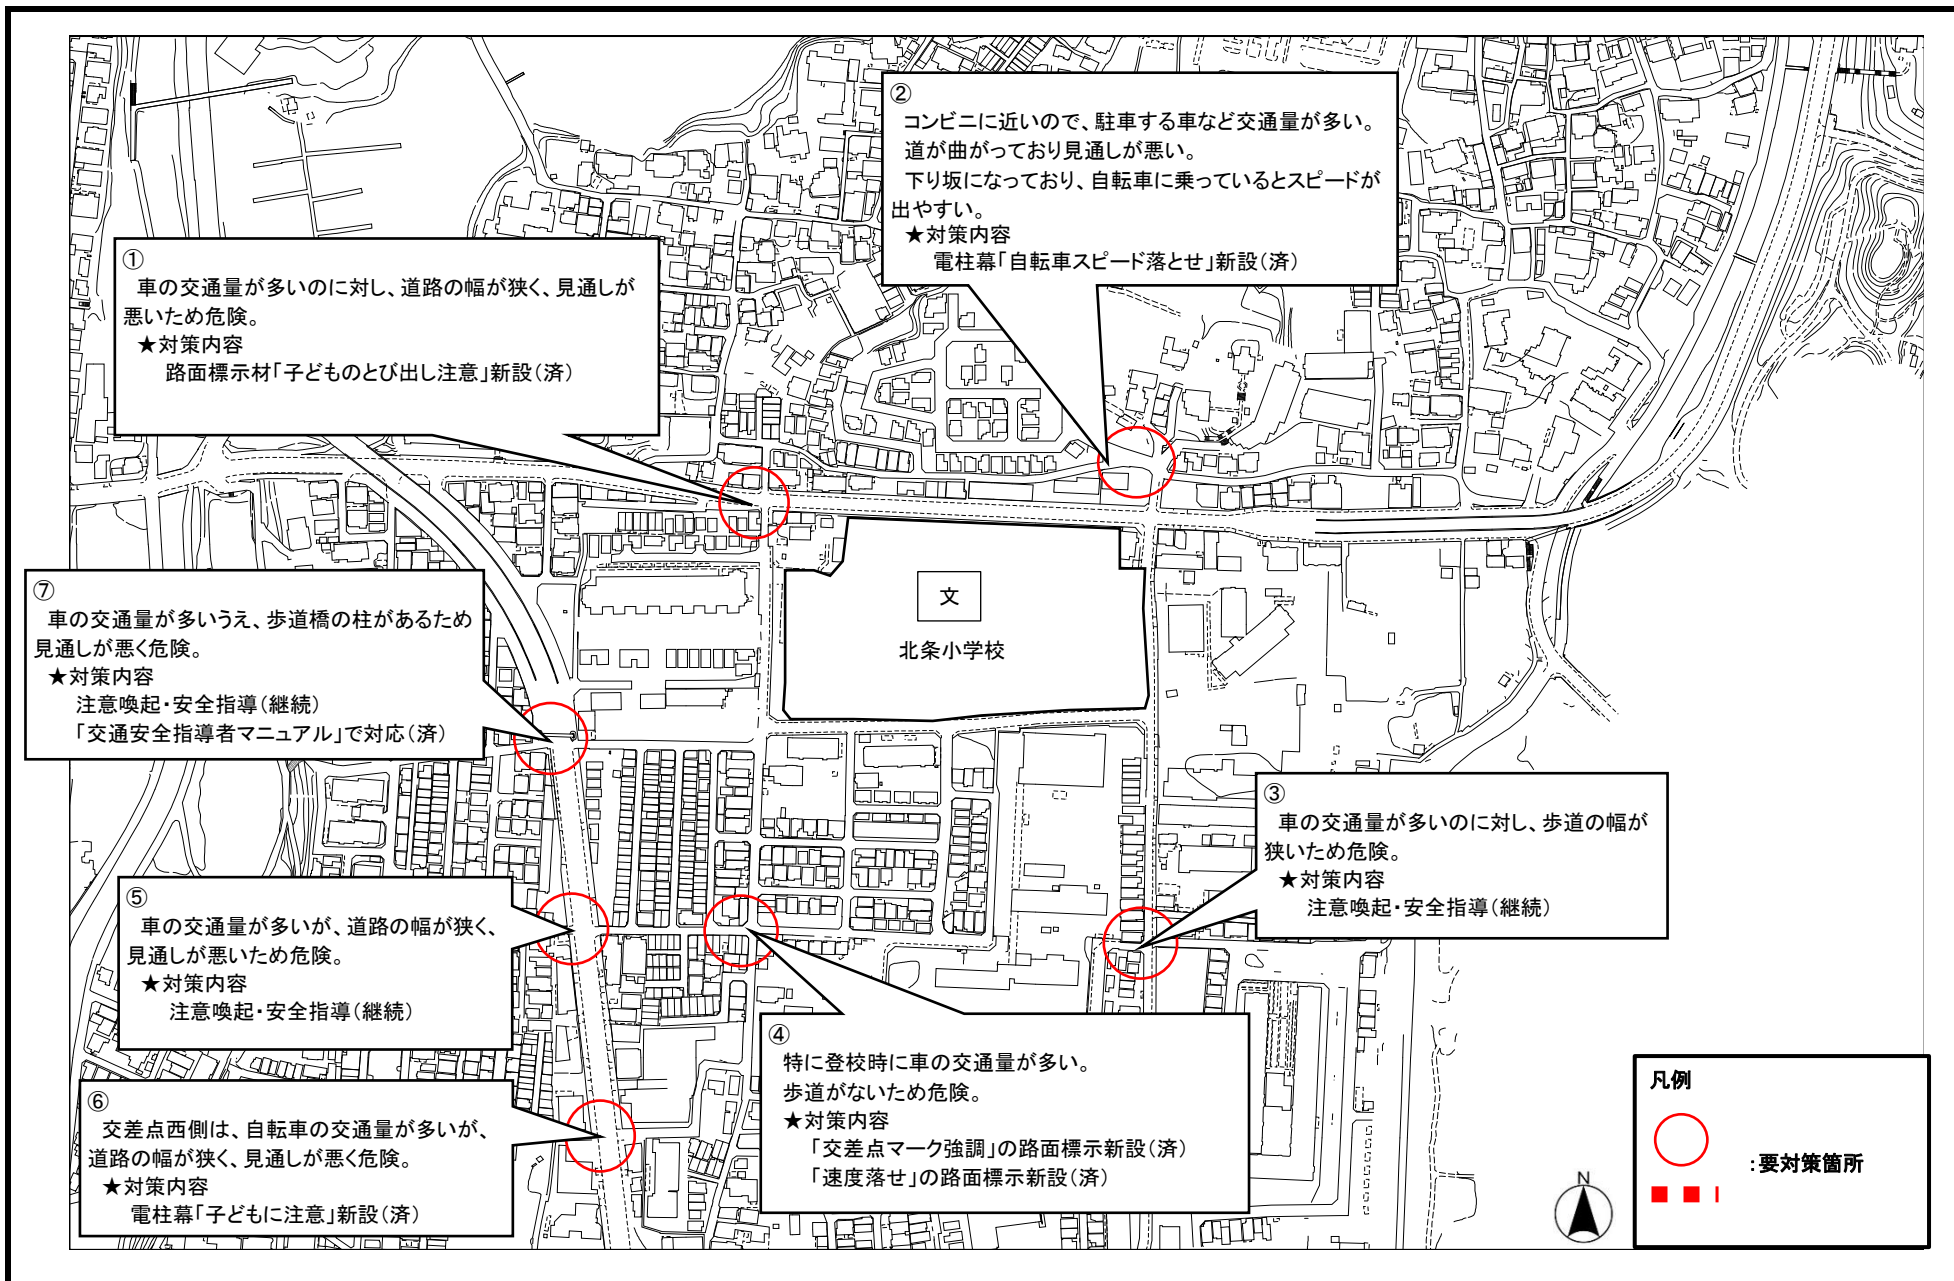 ①
車の交通量が多いのに対し、道路の幅が狭く、見通しが
悪いため危険。
★対策内容
路面標示材「子どものとび出し注意」新設(済)
②
コンビニに近いので、駐車する車など交通量が多い。
道が曲がっており見通しが悪い。
下り坂になっており、自転車に乗っているとスピードが
出やすい。
★対策内容
電柱幕「自転車スピード落とせ」新設(済)
⑦
車の交通量が多いうえ、歩道橋の柱があるため
見通しが悪く危険。
★対策内容
注意喚起・安全指導(継続)
「交通安全指導者マニュアル」で対応(済)
文
北条小学校
③
車の交通量が多いのに対し、歩道の幅が
狭いため危険。
★対策内容
注意喚起・安全指導(継続)
⑤
車の交通量が多いが、道路の幅が狭く、
見通しが悪いため危険。
★対策内容
注意喚起・安全指導(継続)
④
特に登校時に車の交通量が多い。
歩道がないため危険。
★対策内容
「交差点マーク強調」の路面標示新設(済)
「速度落せ」の路面標示新設(済)
⑥
交差点西側は、自転車の交通量が多いが、
道路の幅が狭く、見通しが悪く危険。
★対策内容
電柱幕「子どもに注意」新設(済)
N
凡例
:要対策箇所